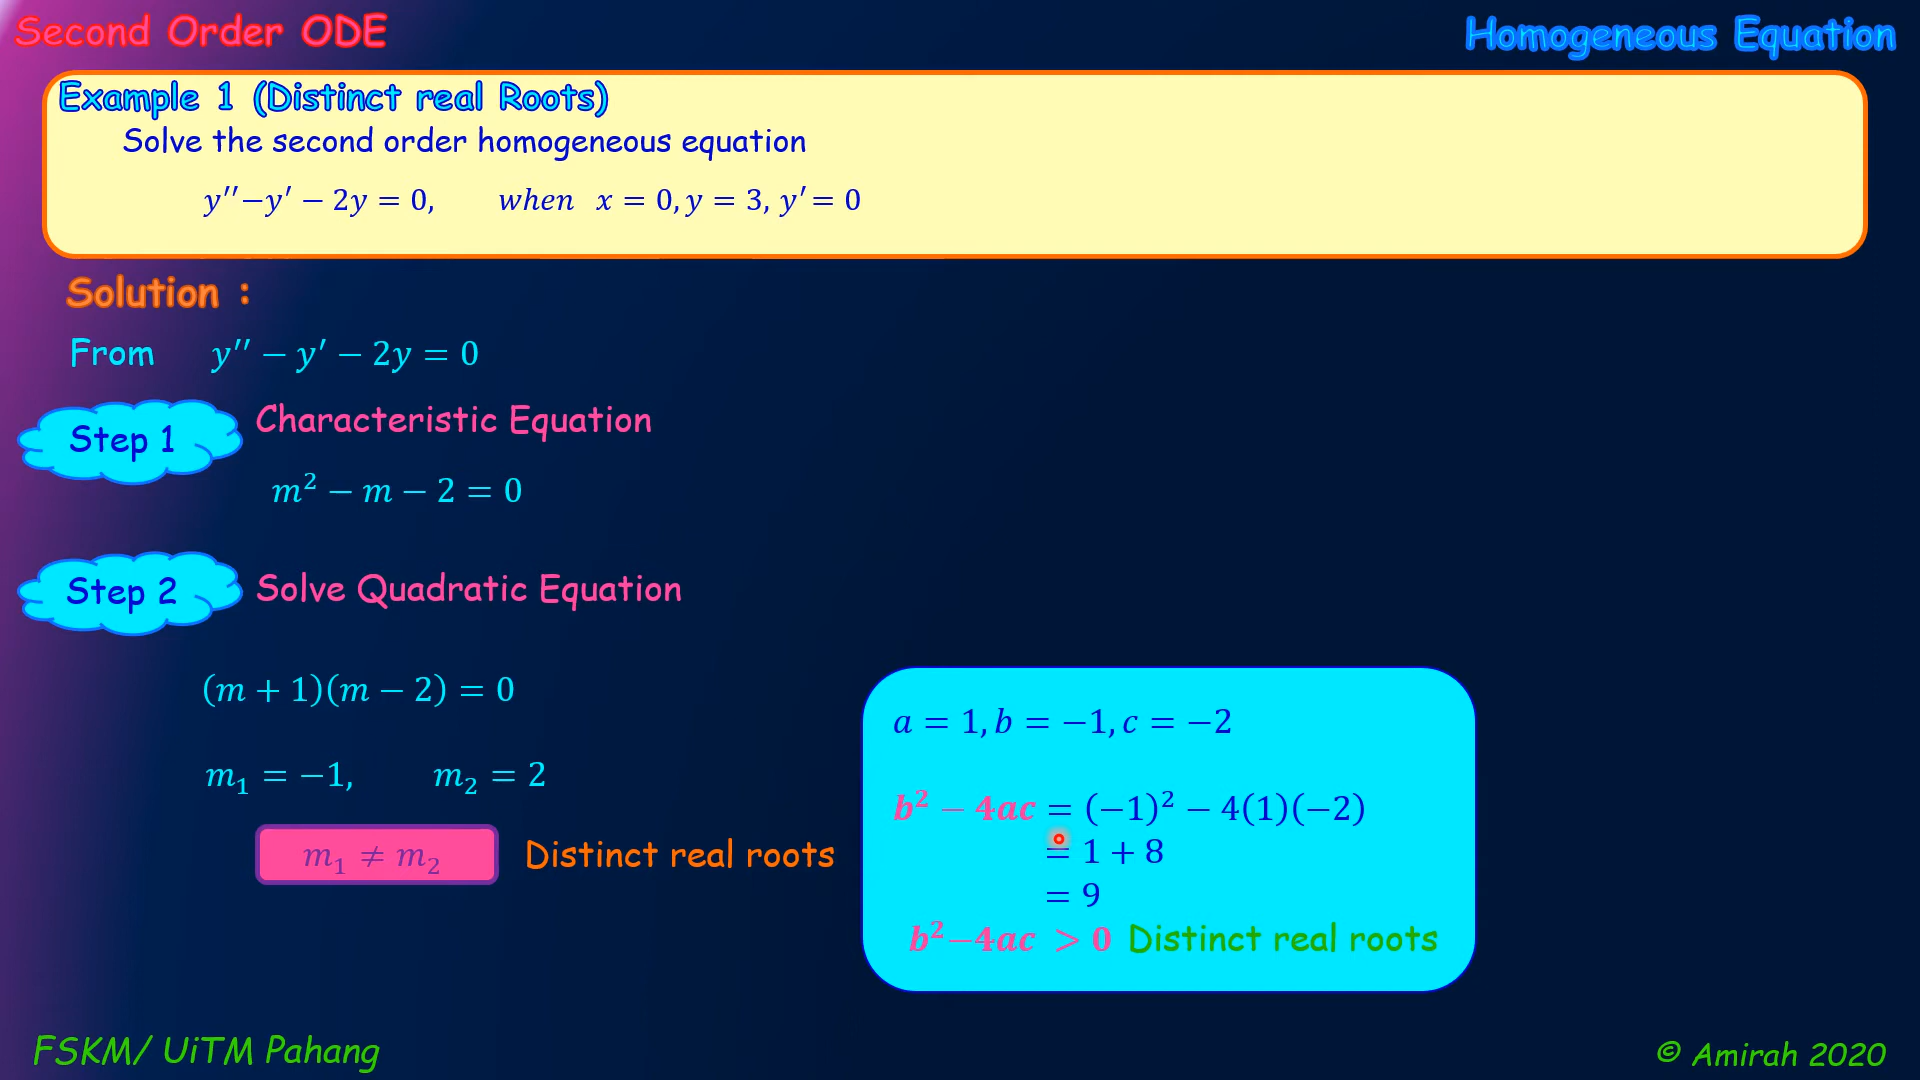 Second Order ODE
Homogeneous Equation
Example 1 (Distinct real Roots)
Solve the second order homogeneous equation
y′′−y′ − 2y = 0, when x = 0, y = 3, y′ = 0
Solution :
From y′′ − y′ − 2y = 0
Step 1
Characteristic Equation
m² − m − 2 = 0
Step 2
Solve Quadratic Equation
(m + 1)(m − 2) = 0
m₁ = −1, m₂ = 2
m₁ ≠ m₂ Distinct real roots
a = 1, b = −1, c = −2
b² − 4ac = (−1)² − 4(1)(−2)
= 1 + 8
= 9
b²−4ac > 0 Distinct real roots
FSKM/ UiTM Pahang
© Amirah 2020